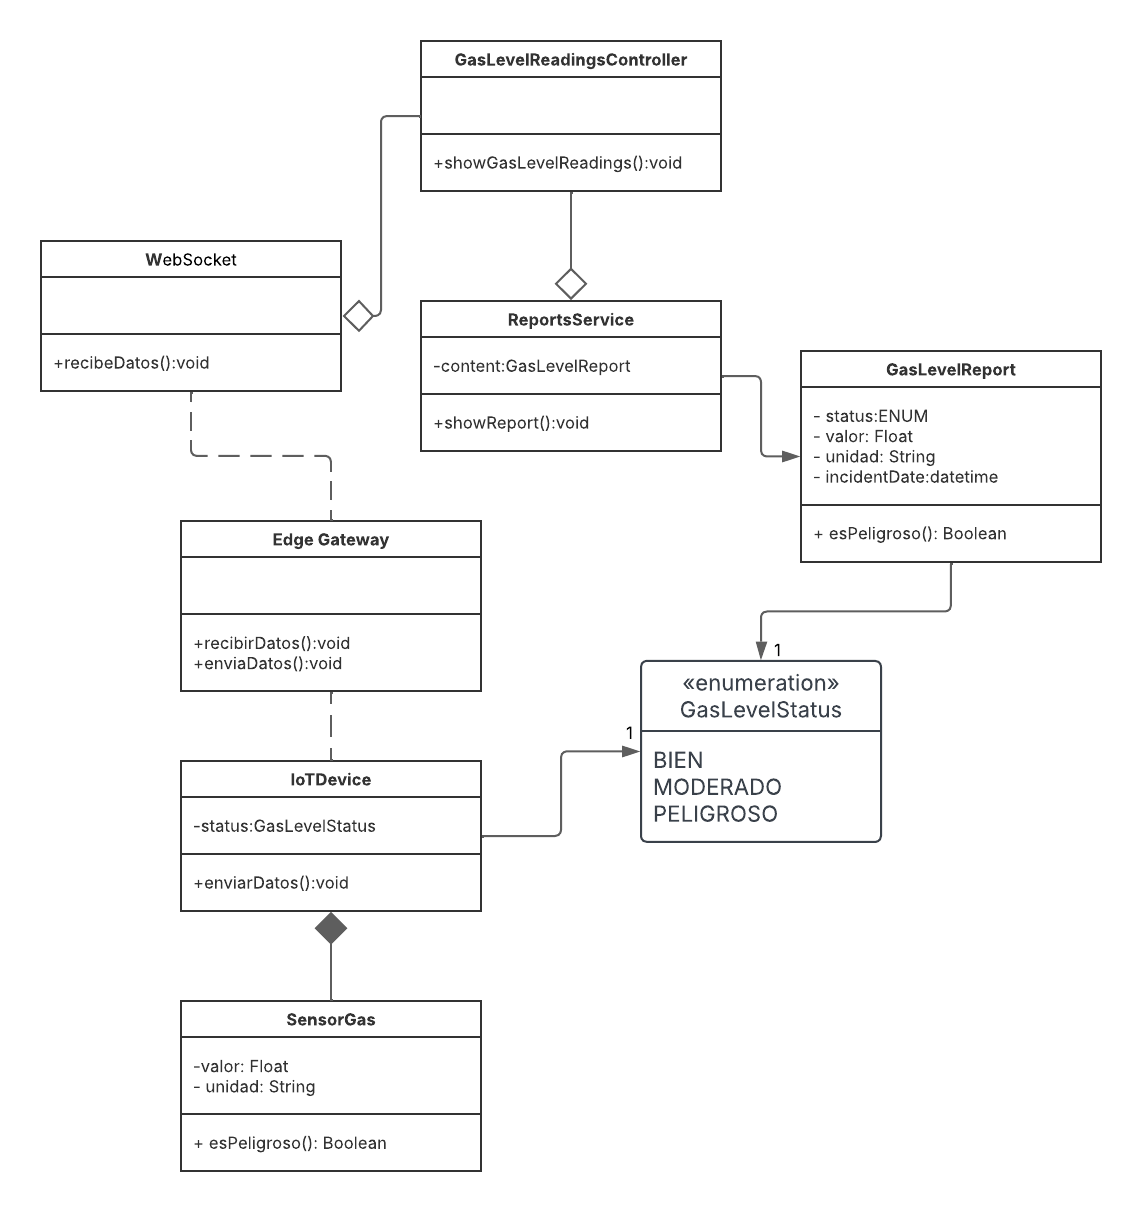 GasLevelReadingsController
+showGasLevelReadings():void
WebSocket
+recibeDatos():void
ReportsService
-content:GasLevelReport
+showReport():void
GasLevelReport
- status:ENUM
- valor: Float
- unidad: String
- incidentDate:datetime
+ esPeligroso(): Boolean
Edge Gateway
+recibirDatos():void
+enviaDatos():void
1
«enumeration»
GasLevelStatus
BIEN
MODERADO
PELIGROSO
1
IoTDevice
-status:GasLevelStatus
+enviarDatos():void
SensorGas
-valor: Float
- unidad: String
+ esPeligroso(): Boolean